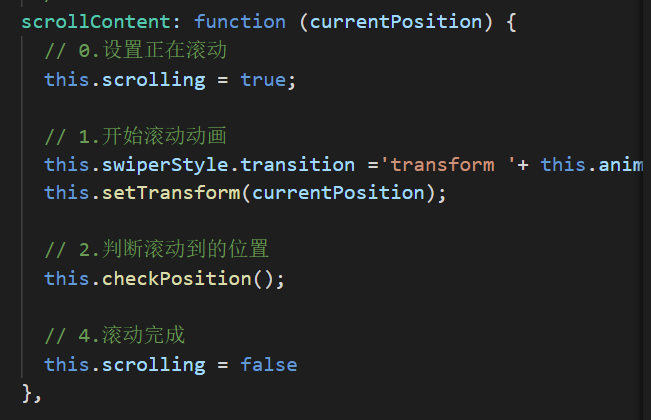 scrollContent: function (currentPosition) {
// 0.设置正在滚动
this.scrolling = true;
// 1.开始滚动动画
this.swiperStyle.transition ='transform '+ this.anim
this.setTransform(currentPosition);
// 2.判断滚动到的位置
this.checkPosition();
// 4.滚动完成
this.scrolling = false
},